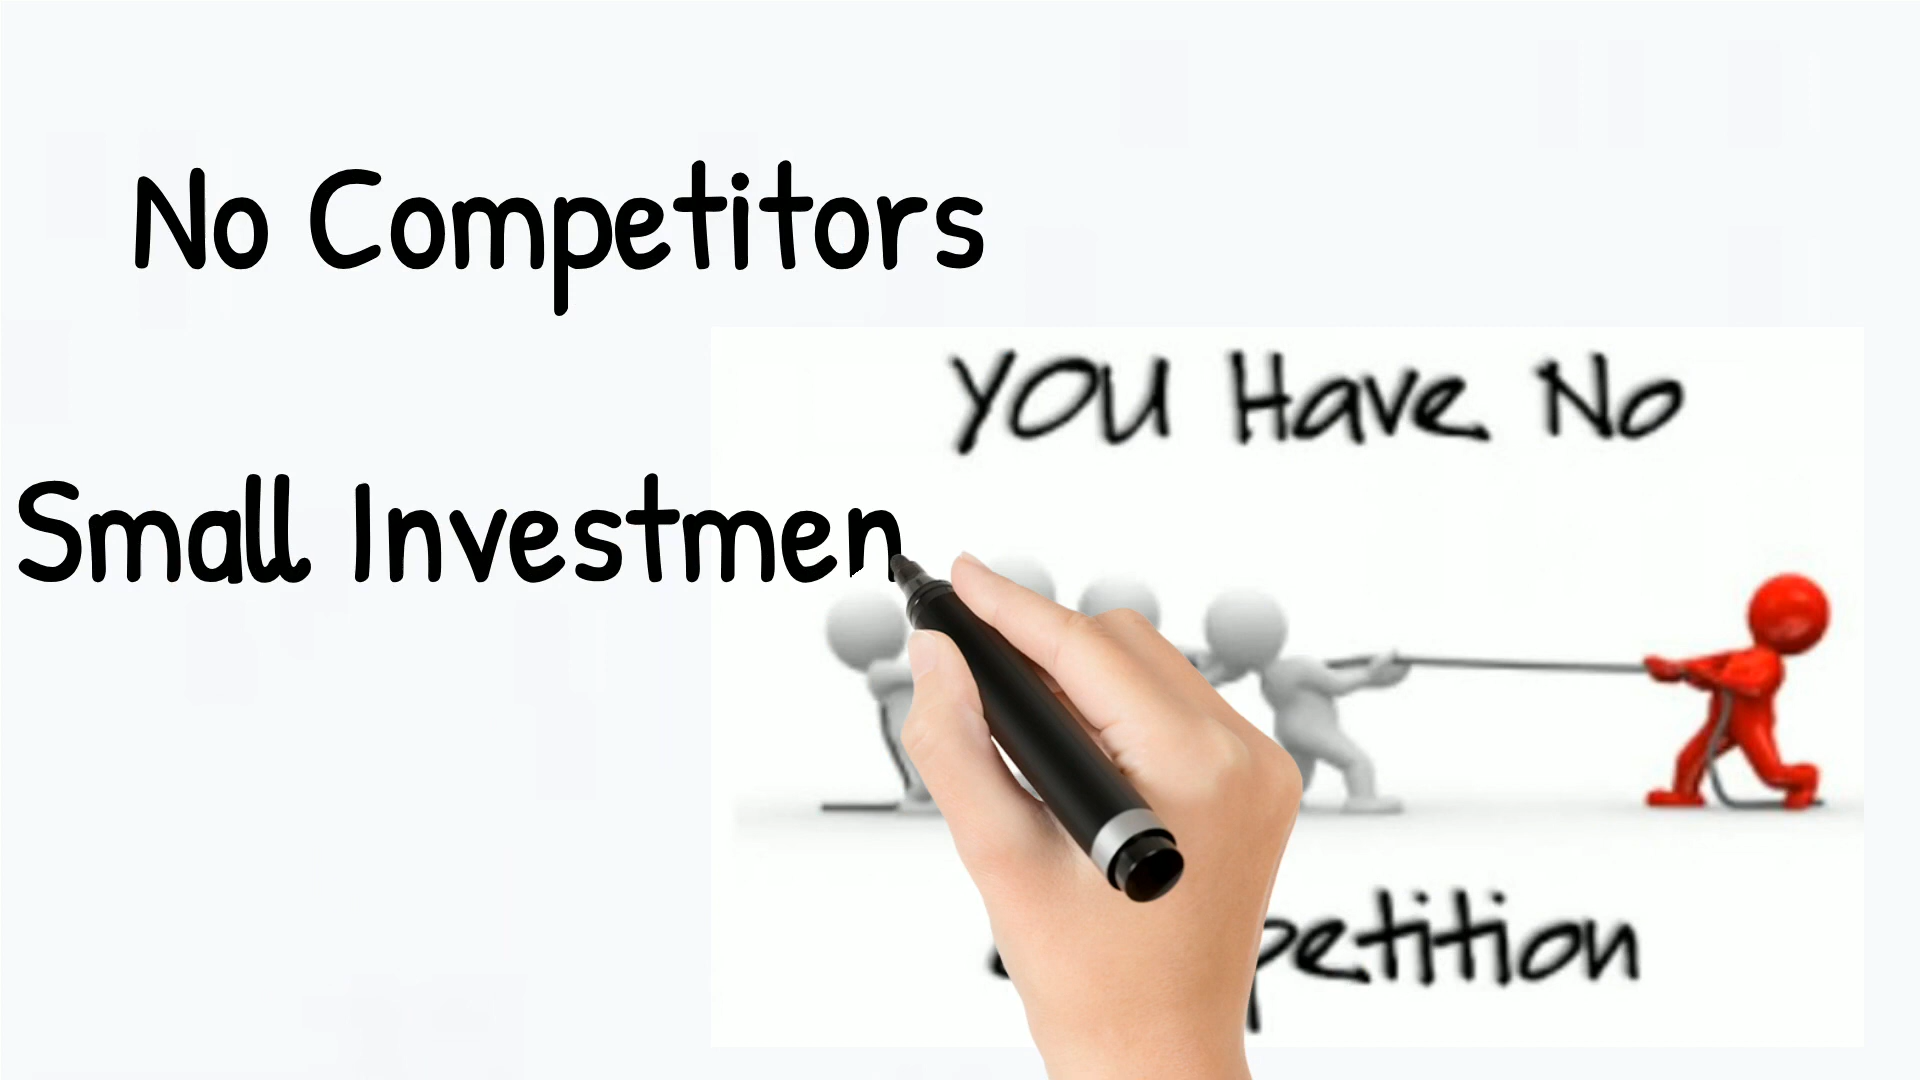 No Competitors
YOU Have No
Small Investmen
petition